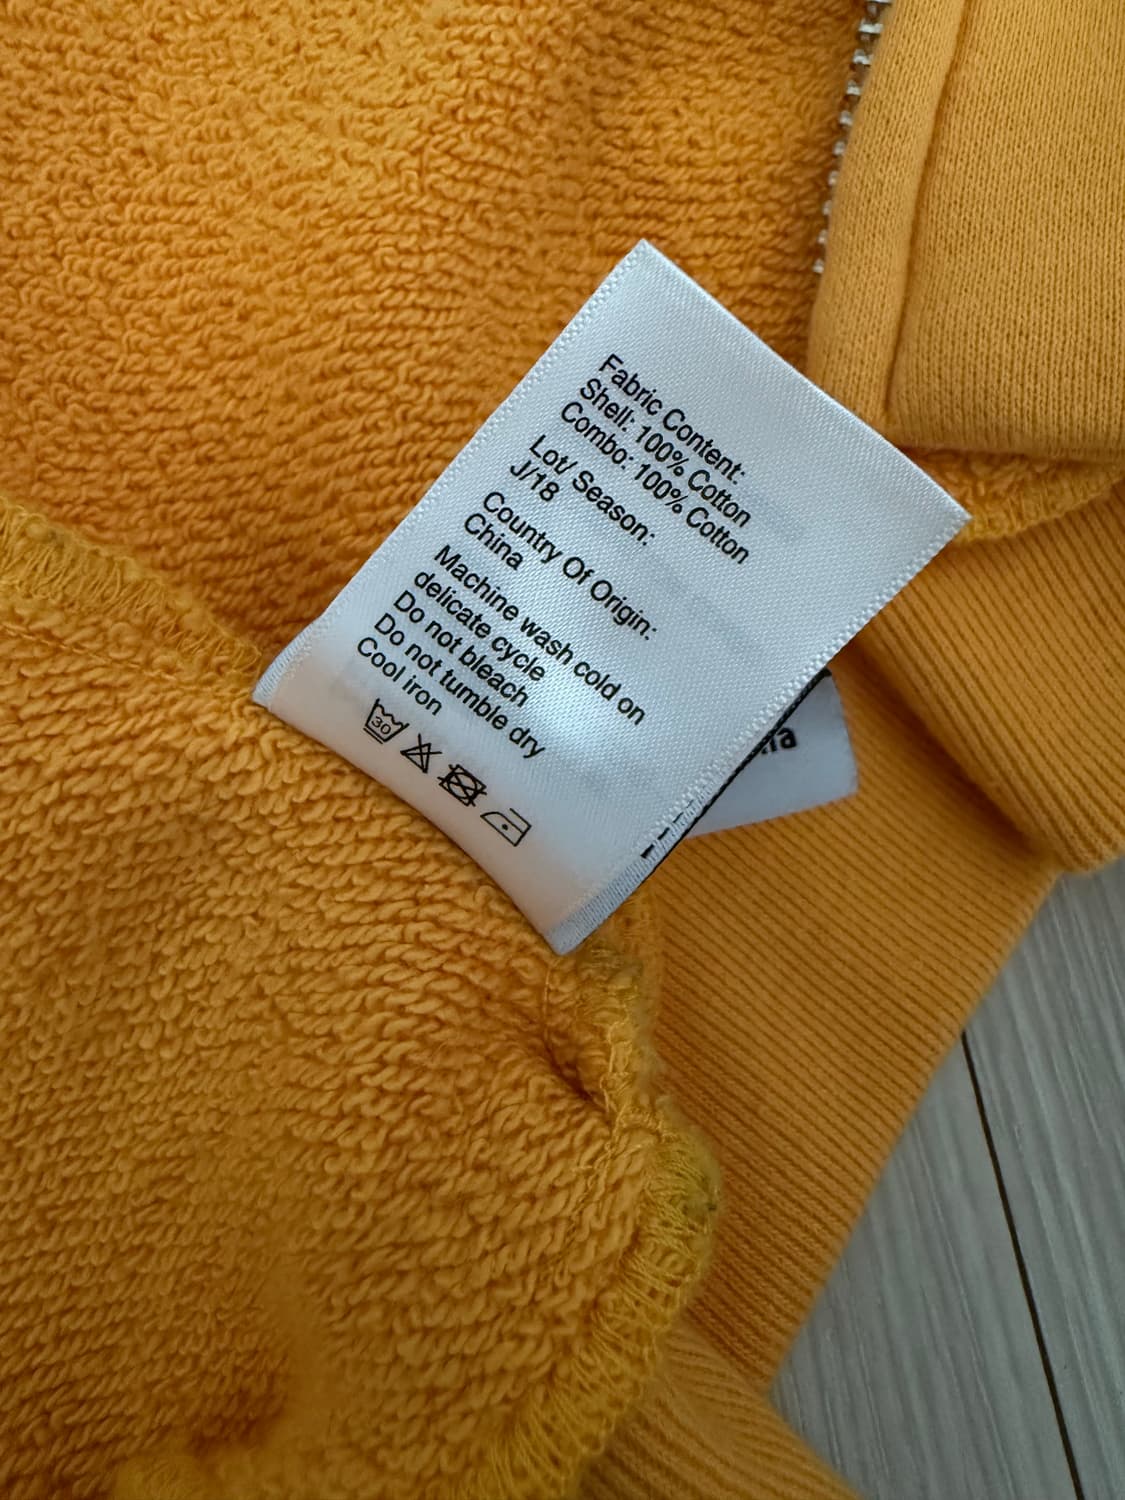 Fabric Content:
Shell: 100% Cotton
Combo: 100% Cotton
Lot/ Season:
J/18
Country Of Origin:
China
Machine wash cold on
delicate cycle
Do not bleach
Do not tumble dry
Cool iron
30